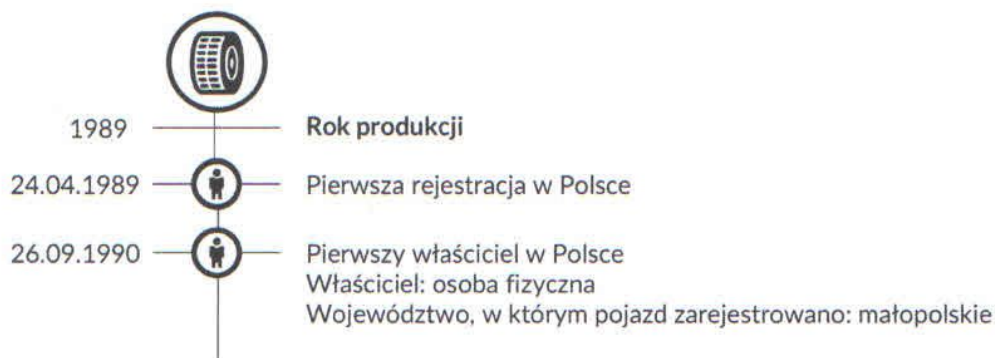 1989 Rok produkcji
24.04.1989 Pierwsza rejestracja w Polsce
26.09.1990 Pierwszy właściciel w Polsce
Właściciel: osoba fizyczna
Województwo, w którym pojazd zarejestrowano: małopolskie